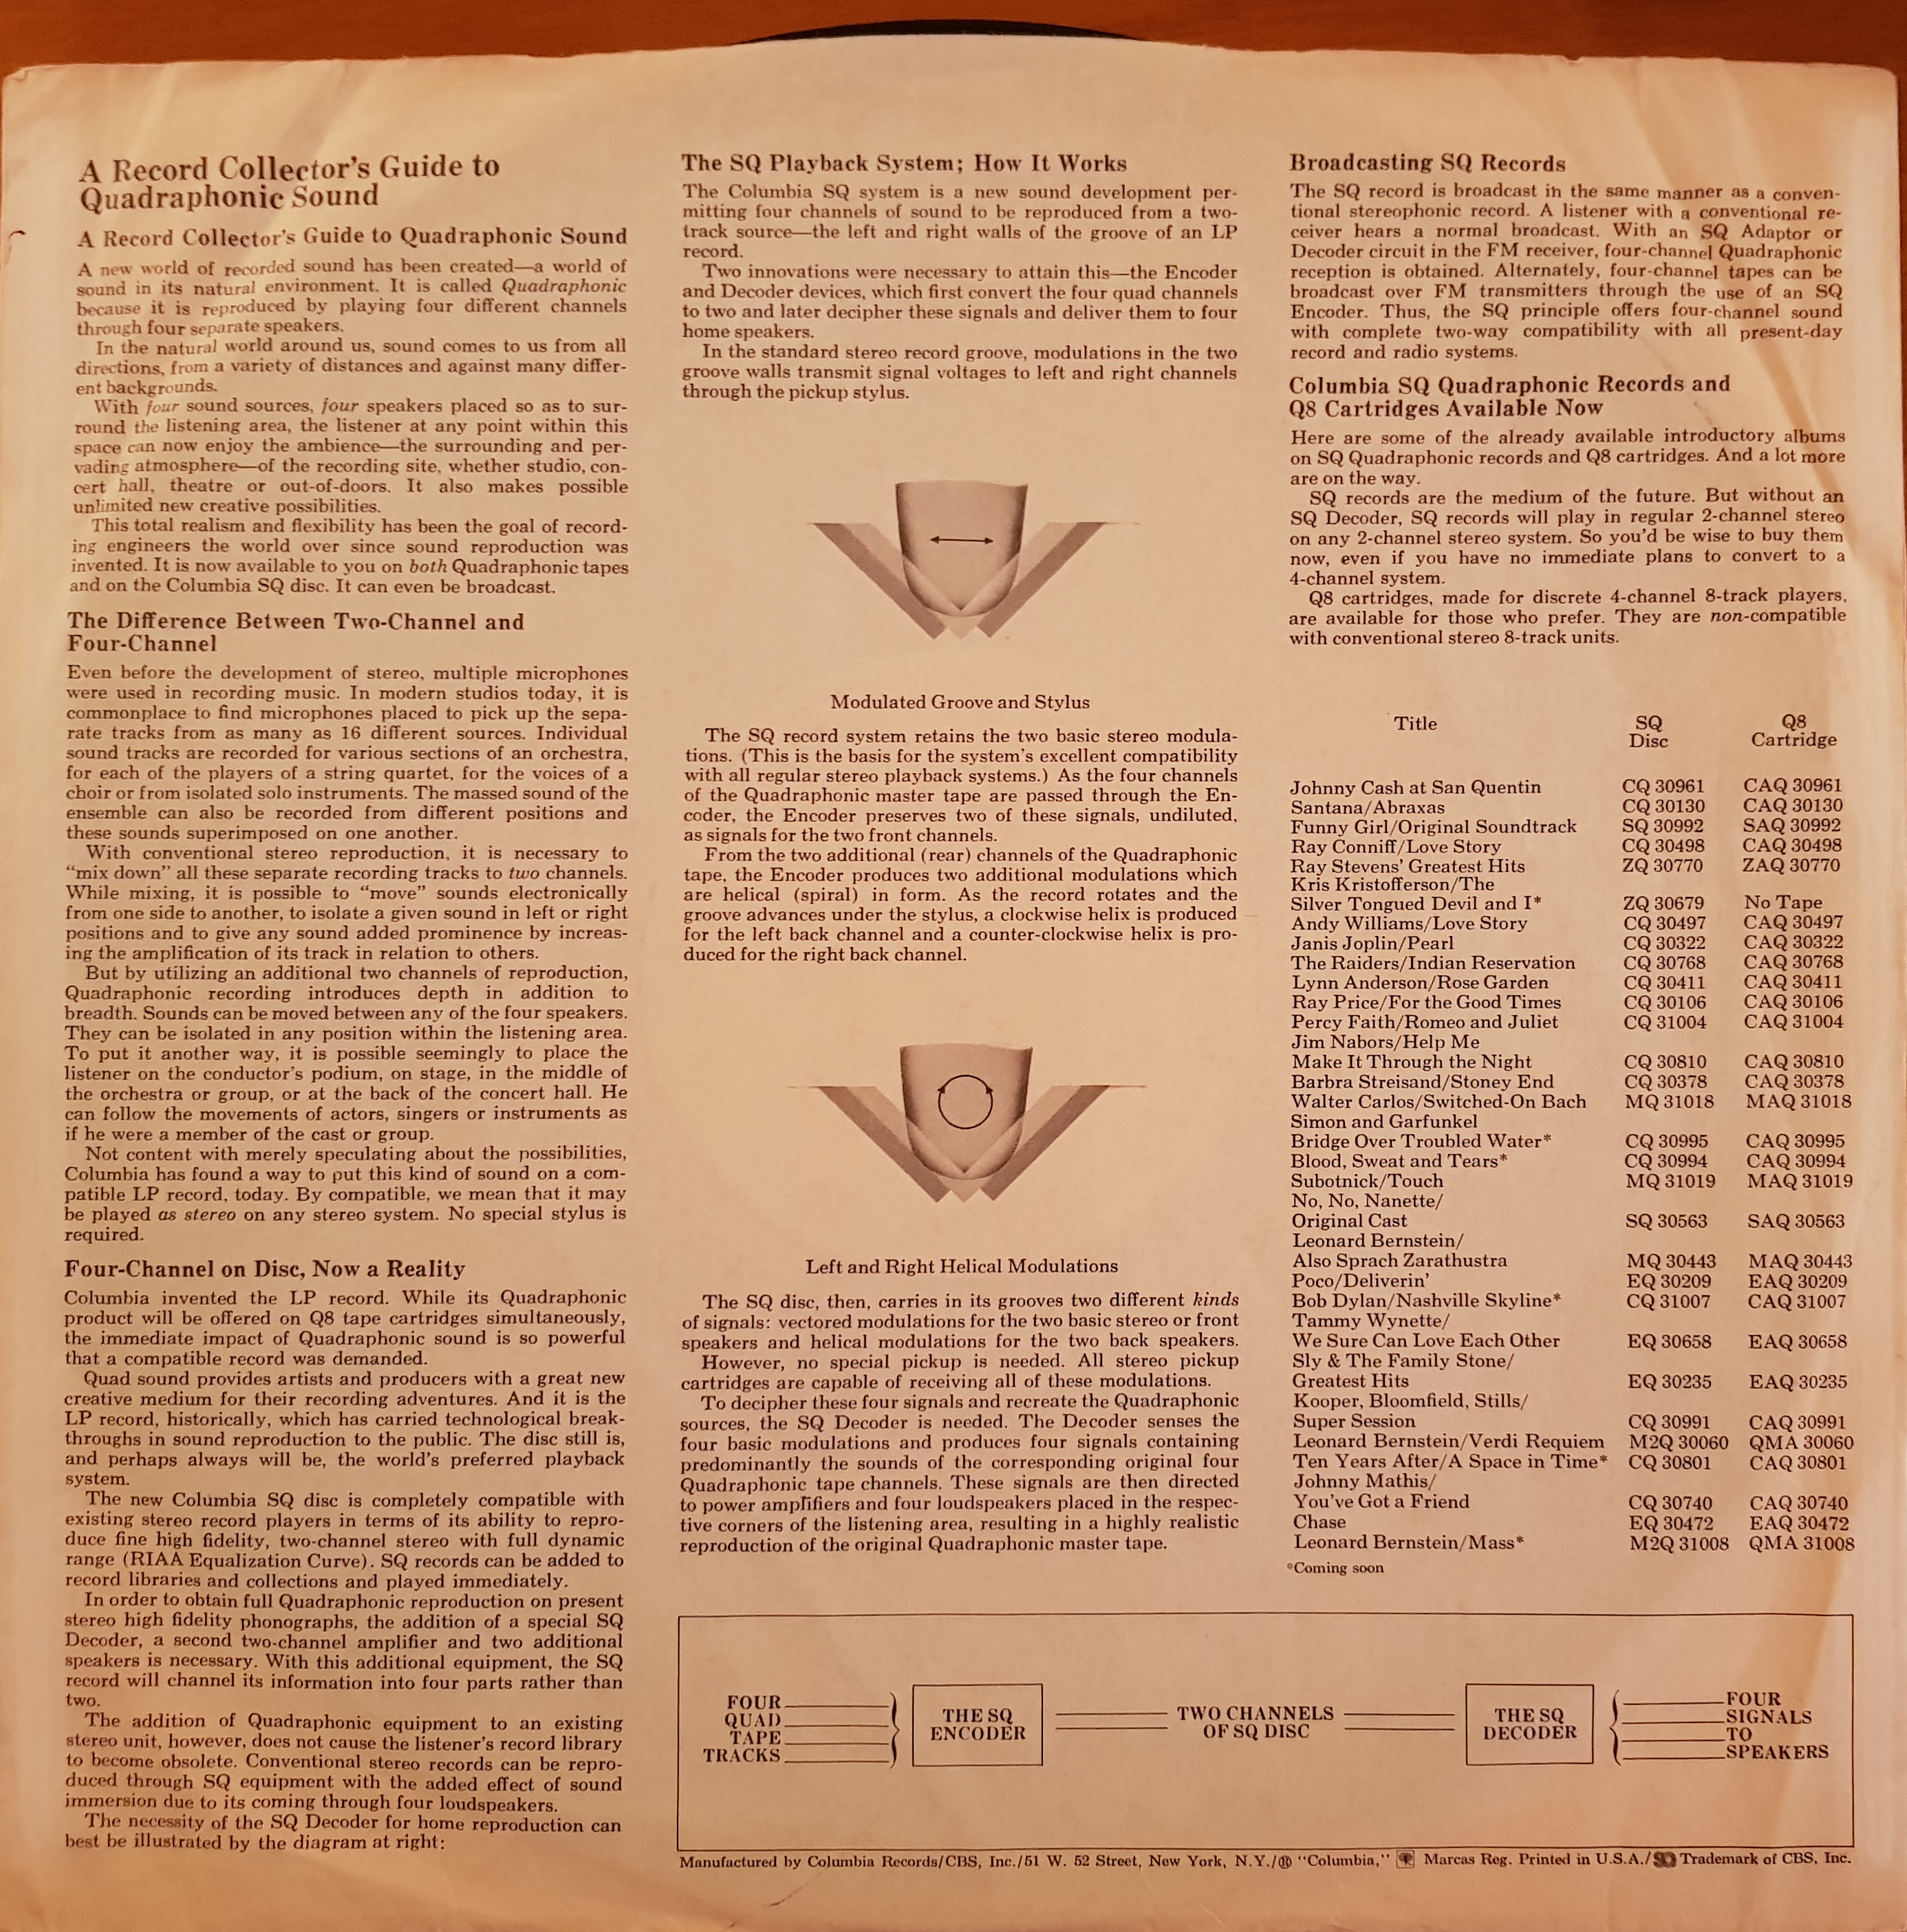 A Record Collector's Guide to
Quadraphonic Sound
A Record Collector's Guide to Quadraphonic Sound
A new world of recorded sound has been created—a world of
sound in its natural environment. It is called Quadraphonic
because it is reproduced by playing four different channels
through four separate speakers.
In the natural world around us, sound comes to us from all
directions, from a variety of distances and against many differ-
ent backgrounds.
With four sound sources, four speakers placed so as to sur-
round the listening area, the listener at any point within this
space can now enjoy the ambience—the surrounding and per-
vading atmosphere—of the recording site, whether studio, con-
cert hall, theatre or out-of-doors. It also makes possible
unlimited new creative possibilities.
This total realism and flexibility has been the goal of record-
ing engineers the world over since sound reproduction was
invented. It is now available to you on both Quadraphonic tapes
and on the Columbia SQ disc. It can even be broadcast.
The Difference Between Two-Channel and
Four-Channel
Even before the development of stereo, multiple microphones
were used in recording music. In modern studios today, it is
commonplace to find microphones placed to pick up the sepa-
rate tracks from as many as 16 different sources. Individual
sound tracks are recorded for various sections of an orchestra,
for each of the players of a string quartet, for the voices of a
choir or from isolated solo instruments. The massed sound of the
ensemble can also be recorded from different positions and
these sounds superimposed on one another.
With conventional stereo reproduction, it is necessary to
"mix down" all these separate recording tracks to two channels.
While mixing, it is possible to "move" sounds electronically
from one side to another, to isolate a given sound in left or right
positions and to give any sound added prominence by increas-
ing the amplification of its track in relation to others.
But by utilizing an additional two channels of reproduction,
Quadraphonic recording introduces depth in addition to
breadth. Sounds can be moved between any of the four speakers.
They can be isolated in any position within the listening area.
To put it another way, it is possible seemingly to place the
listener on the conductor's podium, on stage, in the middle of
the orchestra or group, or at the back of the concert hall. He
can follow the movements of actors, singers or instruments as
if he were a member of the cast or group.
Not content with merely speculating about the possibilities,
Columbia has found a way to put this kind of sound on a com-
patible LP record, today. By compatible, we mean that it may
be played as stereo on any stereo system. No special stylus is
required.
Four-Channel on Disc, Now a Reality
Columbia invented the LP record. While its Quadraphonic
product will be offered on Q8 tape cartridges simultaneously,
the immediate impact of Quadraphonic sound is so powerful
that a compatible record was demanded.
Quad sound provides artists and producers with a great new
creative medium for their recording adventures. And it is the
LP record, historically, which has carried technological break-
throughs in sound reproduction to the public. The disc still is,
and perhaps always will be, the world's preferred playback
system.
The new Columbia SQ disc is completely compatible with
existing stereo record players in terms of its ability to repro-
duce fine high fidelity, two-channel stereo with full dynamic
range (RIAA Equalization Curve). SQ records can be added to
record libraries and collections and played immediately.
In order to obtain full Quadraphonic reproduction on present
stereo high fidelity phonographs, the addition of a special SQ
Decoder, a second two-channel amplifier and two additional
speakers is necessary. With this additional equipment, the SQ
record will channel its information into four parts rather than
two.
The addition of Quadraphonic equipment to an existing
stereo unit, however, does not cause the listener's record library
to become obsolete. Conventional stereo records can be repro-
duced through SQ equipment with the added effect of sound
immersion due to its coming through four loudspeakers.
The necessity of the SQ Decoder for home reproduction can
best be illustrated by the diagram at right:
The SQ Playback System; How It Works
The Columbia SQ system is a new sound development per-
mitting four channels of sound to be reproduced from a two-
track source—the left and right walls of the groove of an LP
record.
Two innovations were necessary to attain this—the Encoder
and Decoder devices, which first convert the four quad channels
to two and later decipher these signals and deliver them to four
home speakers.
In the standard stereo record groove, modulations in the two
groove walls transmit signal voltages to left and right channels
through the pickup stylus.
Modulated Groove and Stylus
The SQ record system retains the two basic stereo modula-
tions. (This is the basis for the system's excellent compatibility
with all regular stereo playback systems.) As the four channels
of the Quadraphonic master tape are passed through the En-
coder, the Encoder preserves two of these signals, undiluted,
as signals for the two front channels.
From the two additional (rear) channels of the Quadraphonic
tape, the Encoder produces two additional modulations which
are helical (spiral) in form. As the record rotates and the
groove advances under the stylus, a clockwise helix is produced
for the left back channel and a counter-clockwise helix is pro-
duced for the right back channel.
Left and Right Helical Modulations
The SQ disc, then, carries in its grooves two different kinds
of signals: vectored modulations for the two basic stereo or front
speakers and helical modulations for the two back speakers.
However, no special pickup is needed. All stereo pickup
cartridges are capable of receiving all of these modulations.
To decipher these four signals and recreate the Quadraphonic
sources, the SQ Decoder is needed. The Decoder senses the
four basic modulations and produces four signals containing
predominantly the sounds of the corresponding original four
Quadraphonic tape channels. These signals are then directed
to power amplifiers and four loudspeakers placed in the respec-
tive corners of the listening area, resulting in a highly realistic
reproduction of the original Quadraphonic master tape.
Broadcasting SQ Records
The SQ record is broadcast in the same manner as a conven-
tional stereophonic record. A listener with a conventional re-
ceiver hears a normal broadcast. With an SQ Adaptor or
Decoder circuit in the FM receiver, four-channel Quadraphonic
reception is obtained. Alternately, four-channel tapes can be
broadcast over FM transmitters through the use of an SQ
Encoder. Thus, the SQ principle offers four-channel sound
with complete two-way compatibility with all present-day
record and radio systems.
Columbia SQ Quadraphonic Records and
Q8 Cartridges Available Now
Here are some of the already available introductory albums
on SQ Quadraphonic records and Q8 cartridges. And a lot more
are on the way.
SQ records are the medium of the future. But without an
SQ Decoder, SQ records will play in regular 2-channel stereo
on any 2-channel stereo system. So you'd be wise to buy them
now, even if you have no immediate plans to convert to a
4-channel system.
Q8 cartridges, made for discrete 4-channel 8-track players,
are available for those who prefer. They are non-compatible
with conventional stereo 8-track units.
Title SQ Disc Q8 Cartridge
Johnny Cash at San Quentin CQ 30961 CAQ 30961
Santana/Abraxas CQ 30130 CAQ 30130
Funny Girl/Original Soundtrack SQ 30992 SAQ 30992
Ray Conniff/Love Story CQ 30498 CAQ 30498
Ray Stevens' Greatest Hits ZQ 30770 ZAQ 30770
Kris Kristofferson/The
Silver Tongued Devil and I* ZQ 30679 No Tape
Andy Williams/Love Story CQ 30497 CAQ 30497
Janis Joplin/Pearl CQ 30322 CAQ 30322
The Raiders/Indian Reservation CQ 30768 CAQ 30768
Lynn Anderson/Rose Garden CQ 30411 CAQ 30411
Ray Price/For the Good Times CQ 30106 CAQ 30106
Percy Faith/Romeo and Juliet CQ 31004 CAQ 31004
Jim Nabors/Help Me
Make It Through the Night CQ 30810 CAQ 30810
Barbra Streisand/Stoney End CQ 30378 CAQ 30378
Walter Carlos/Switched-On Bach MQ 31018 MAQ 31018
Simon and Garfunkel
Bridge Over Troubled Water* CQ 30995 CAQ 30995
Blood, Sweat and Tears* CQ 30994 CAQ 30994
Subotnick/Touch MQ 31019 MAQ 31019
No, No, Nanette/
Original Cast SQ 30563 SAQ 30563
Leonard Bernstein/
Also Sprach Zarathustra MQ 30443 MAQ 30443
Poco/Deliverin' EQ 30209 EAQ 30209
Bob Dylan/Nashville Skyline* CQ 31007 CAQ 31007
Tammy Wynette/
We Sure Can Love Each Other EQ 30658 EAQ 30658
Sly & The Family Stone/
Greatest Hits EQ 30235 EAQ 30235
Kooper, Bloomfield, Stills/
Super Session CQ 30991 CAQ 30991
Leonard Bernstein/Verdi Requiem M2Q 30060 QMA 30060
Ten Years After/A Space in Time* CQ 30801 CAQ 30801
Johnny Mathis/
You've Got a Friend CQ 30740 CAQ 30740
Chase EQ 30472 EAQ 30472
Leonard Bernstein/Mass* M2Q 31008 QMA 31008
*Coming soon
FOUR
QUAD
TAPE
TRACKS
THE SQ
ENCODER
TWO CHANNELS
OF SQ DISC
THE SQ
DECODER
FOUR
SIGNALS
TO
SPEAKERS
Manufactured by Columbia Records/CBS, Inc./51 W. 52 Street, New York, N.Y./® "Columbia," Marcas Reg. Printed in U.S.A./SQ Trademark of CBS, Inc.